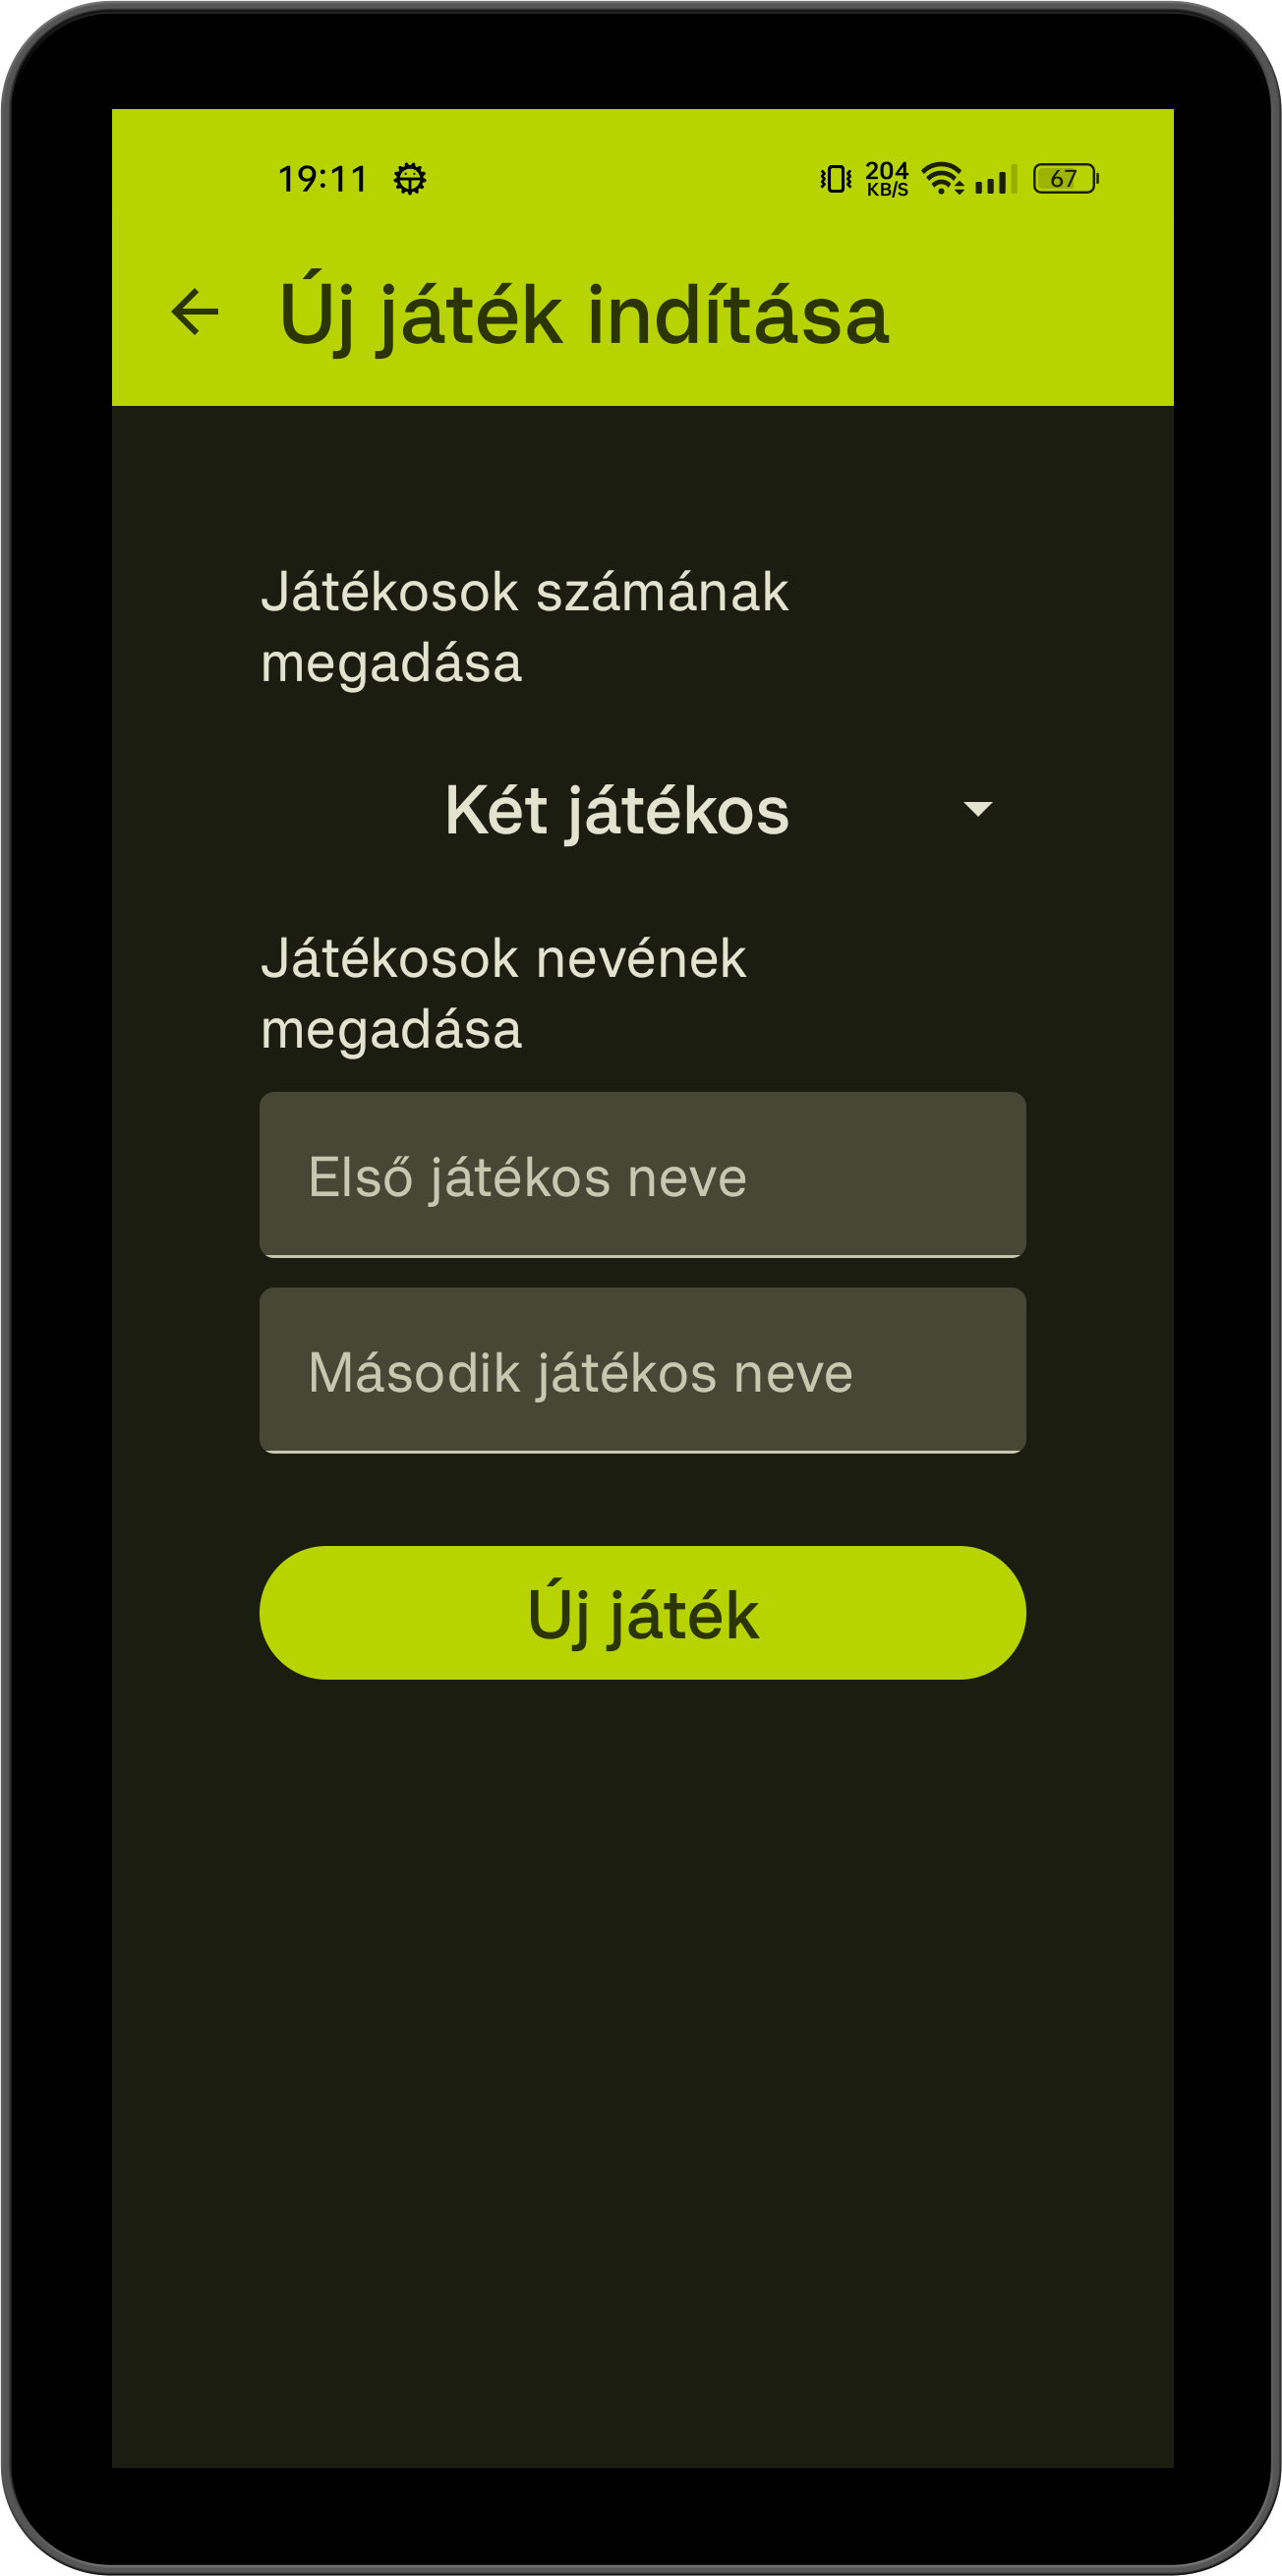 19:11 204 KB/S 67
Új játék indítása
Játékosok számának
megadása
Két játékos
Játékosok nevének
megadása
Első játékos neve
Második játékos neve
Új játék